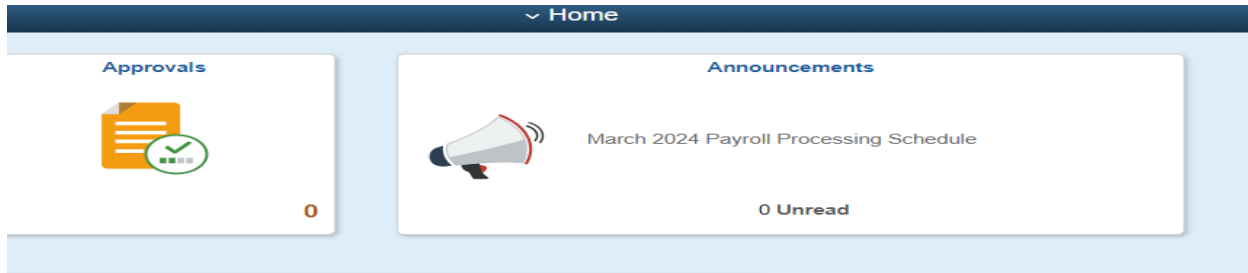 Home
Approvals
0
Announcements
March 2024 Payroll Processing Schedule
0 Unread